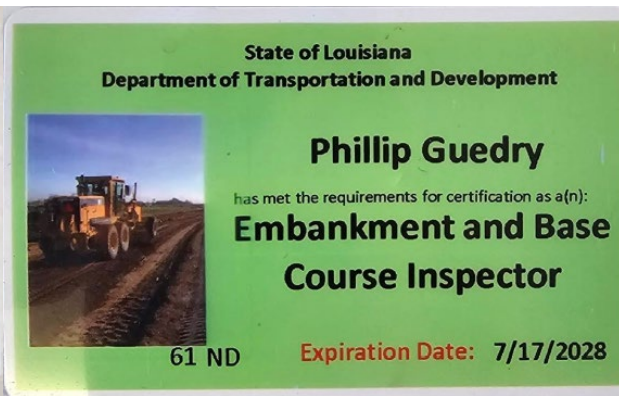 State of Louisiana
Department of Transportation and Development
Phillip Guedry
has met the requirements for certification as a(n):
Embankment and Base
Course Inspector
61 ND
Expiration Date: 7/17/2028